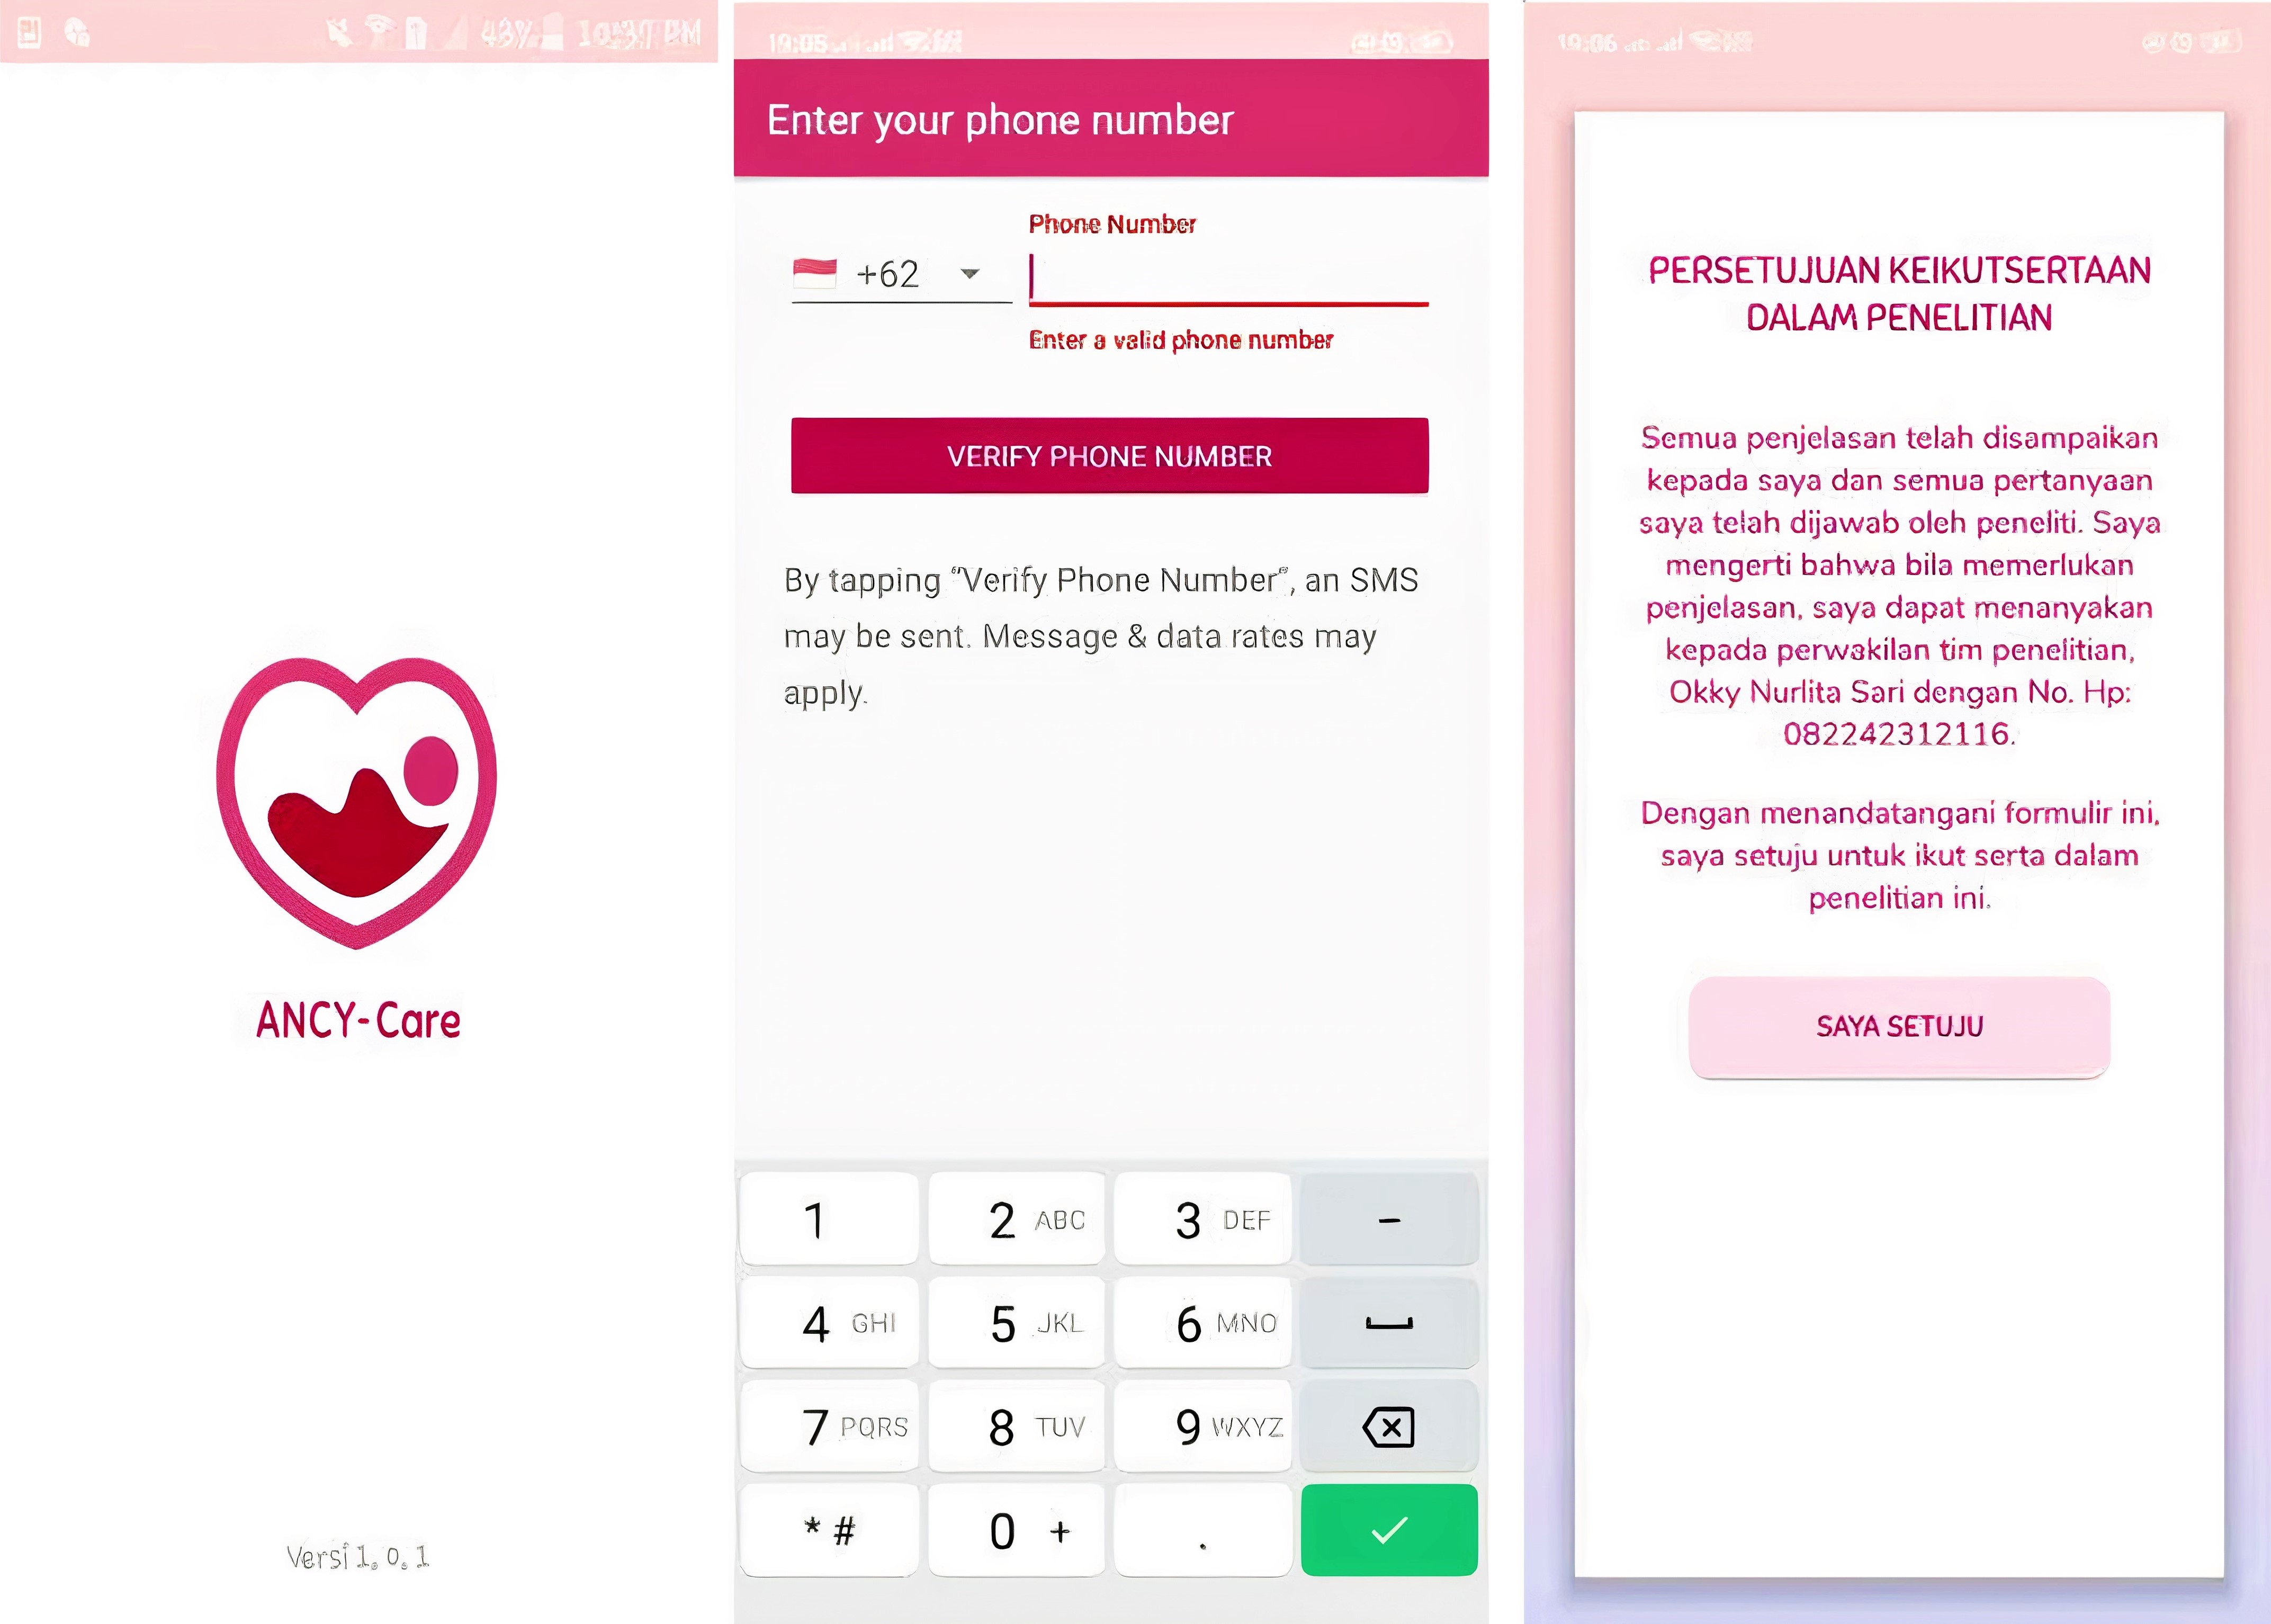 43%
ANCY-Care
Versi 1.0.1
19:05
Enter your phone number
Phone Number
+62
Enter a valid phone number
VERIFY PHONE NUMBER
By tapping "Verify Phone Number", an SMS
may be sent. Message & data rates may
apply.
1
2 ABC
3 DEF
-
4 GHI
5 JKL
6 MNO
7 PQRS
8 TUV
9 WXYZ
* #
0 +
.
19:06
PERSETUJUAN KEIKUTSERTAAN
DALAM PENELITIAN
Semua penjelasan telah disampaikan
kepada saya dan semua pertanyaan
saya telah dijawab oleh peneliti. Saya
mengerti bahwa bila memerlukan
penjelasan, saya dapat menanyakan
kepada perwakilan tim penelitian,
Okky Nurlita Sari dengan No. Hp:
082242312116.
Dengan menandatangani formulir ini,
saya setuju untuk ikut serta dalam
penelitian ini.
SAYA SETUJU